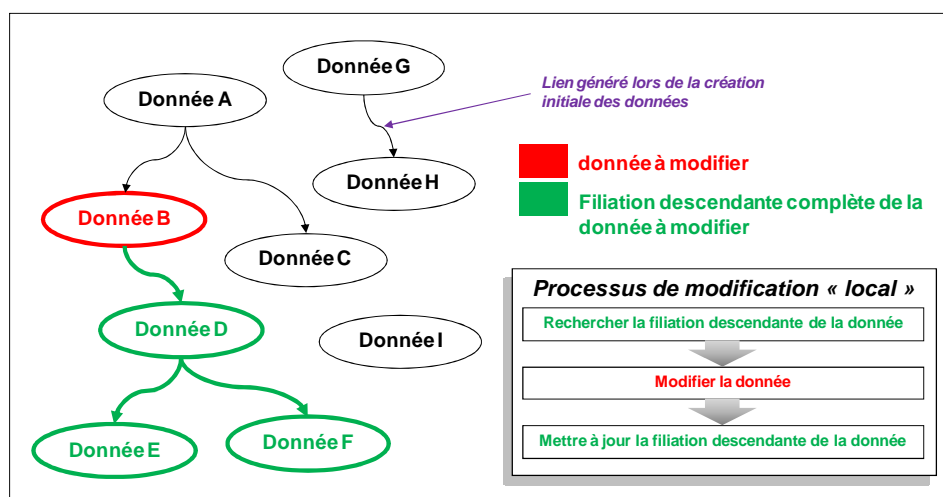 Donnée G
Lien généré lors de la création
initiale des données
Donnée A
Donnée H
donnée à modifier
Donnée B
Filiation descendante complète de la
donnée à modifier
Donnée C
Processus de modification « local »
Rechercher la filiation descendante de la donnée
Donnée D
Donnée I
Modifier la donnée
Donnée E
Donnée F
Mettre à jour la filiation descendante de la donnée